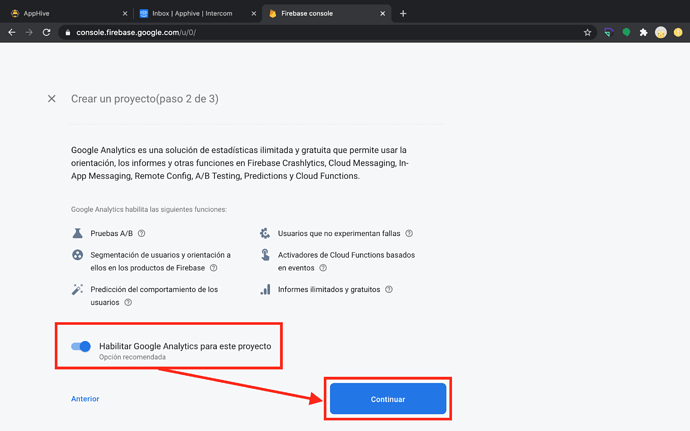 AppHive
Inbox | Apphive | Intercom
Firebase console
console.firebase.google.com/u/0/
Crear un proyecto(paso 2 de 3)
Google Analytics es una solución de estadísticas ilimitada y gratuita que permite usar la
orientación, los informes y otras funciones en Firebase Crashlytics, Cloud Messaging, In-
App Messaging, Remote Config, A/B Testing, Predictions y Cloud Functions.
Google Analytics habilita las siguientes funciones:
Pruebas A/B
Usuarios que no experimentan fallas
Segmentación de usuarios y orientación a
ellos en los productos de Firebase
Activadores de Cloud Functions basados
en eventos
Predicción del comportamiento de los
usuarios
Informes ilimitados y gratuitos
Habilitar Google Analytics para este proyecto
Opción recomendada
Anterior
Continuar